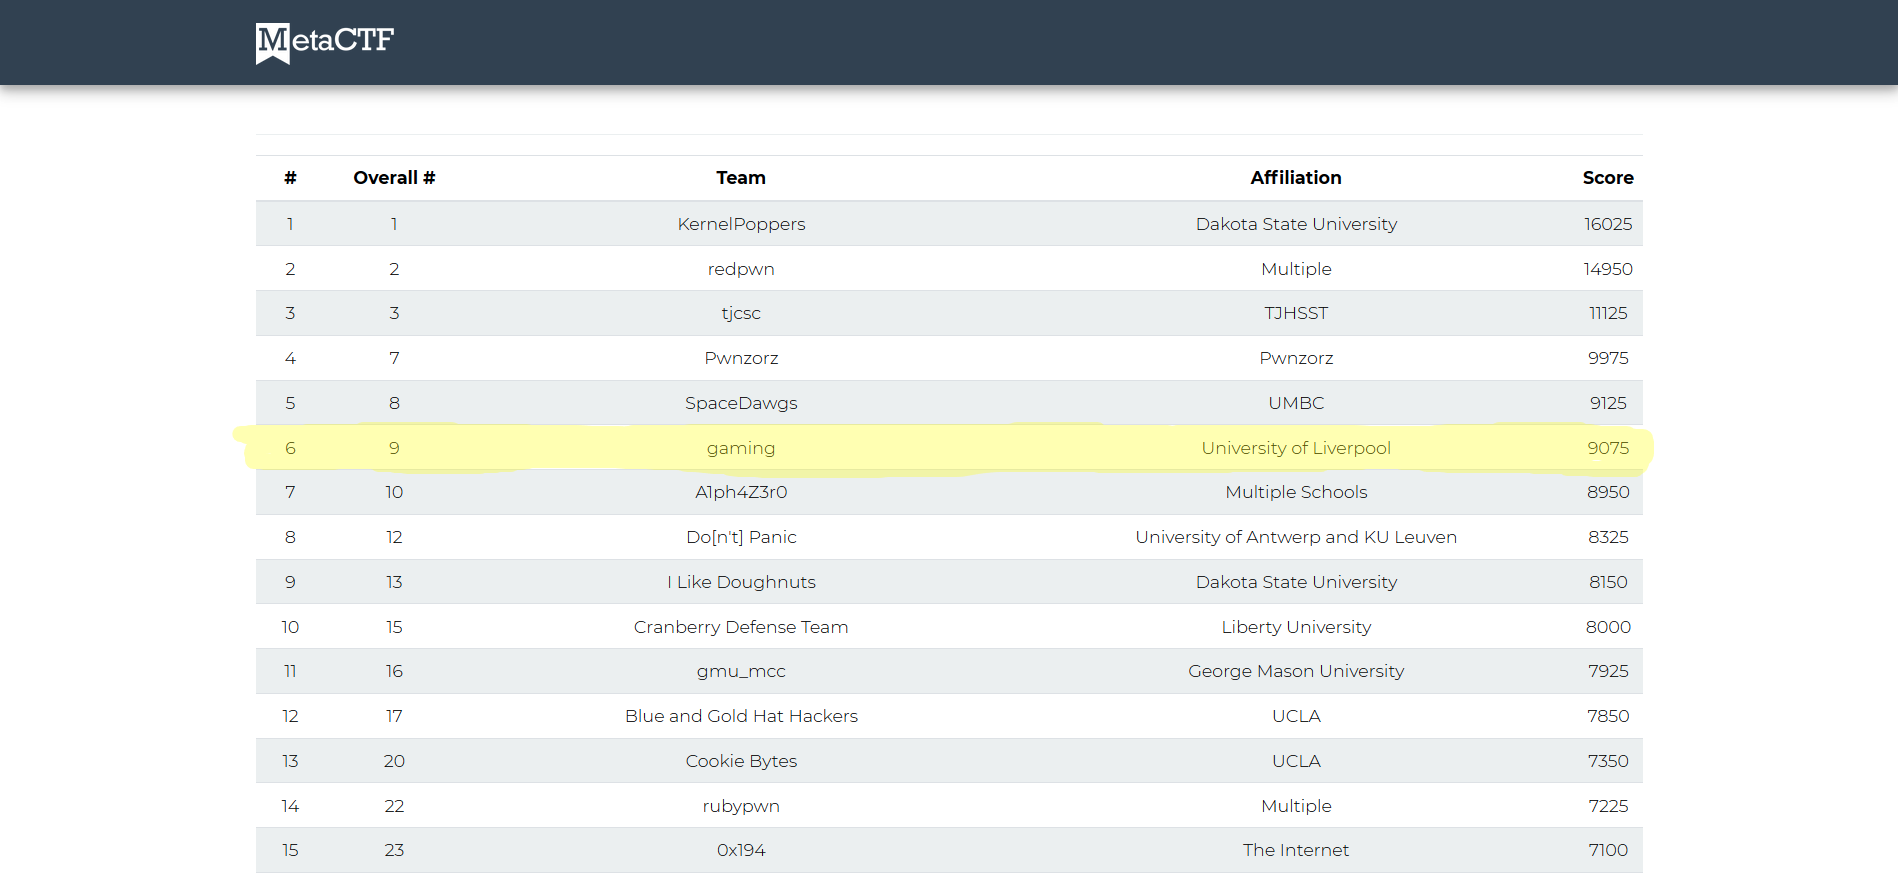 MetaCTF
# Overall # Team Affiliation Score
1 1 KernelPoppers Dakota State University 16025
2 2 redpwn Multiple 14950
3 3 tjcsc TJHSST 11125
4 7 Pwnzorz Pwnzorz 9975
5 8 SpaceDawgs UMBC 9125
6 9 gaming University of Liverpool 9075
7 10 A1ph4Z3r0 Multiple Schools 8950
8 12 Do[n't] Panic University of Antwerp and KU Leuven 8325
9 13 I Like Doughnuts Dakota State University 8150
10 15 Cranberry Defense Team Liberty University 8000
11 16 gmu_mcc George Mason University 7925
12 17 Blue and Gold Hat Hackers UCLA 7850
13 20 Cookie Bytes UCLA 7350
14 22 rubypwn Multiple 7225
15 23 0x194 The Internet 7100